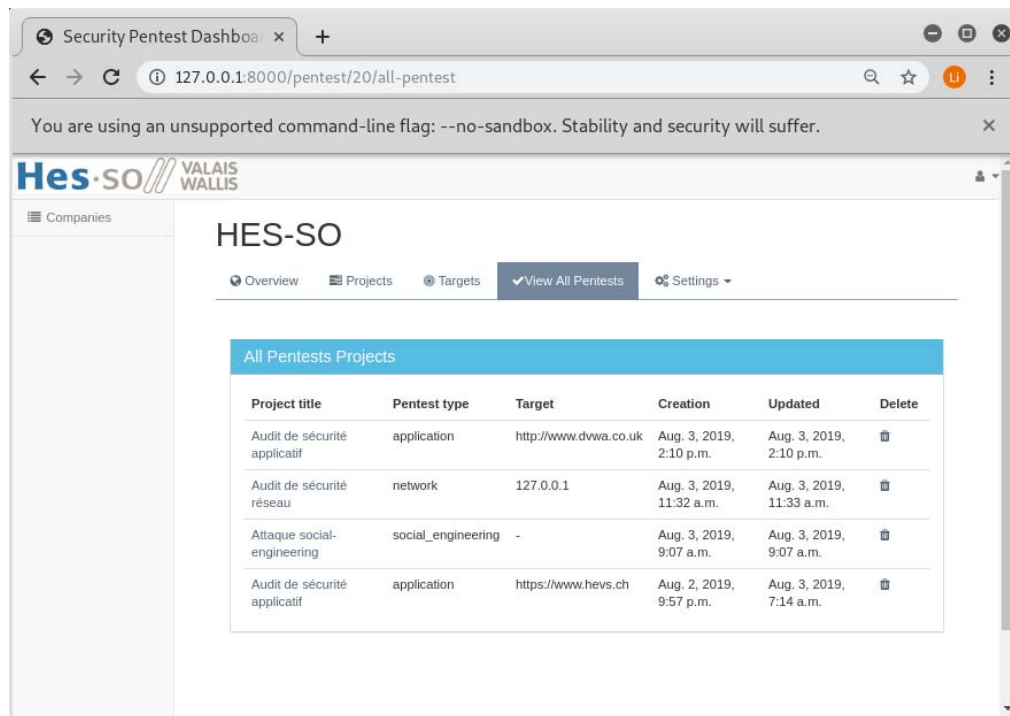 Security Pentest Dashboar
127.0.0.1:8000/pentest/20/all-pentest
Li
You are using an unsupported command-line flag: --no-sandbox. Stability and security will suffer.
Hes·so/// VALAIS
WALLIS
Companies
HES-SO
Overview Projects Targets View All Pentests Settings
All Pentests Projects
Project title Pentest type Target Creation Updated Delete
Audit de sécurité application http://www.dvwa.co.uk Aug. 3, 2019, Aug. 3, 2019,
applicatif 2:10 p.m. 2:10 p.m.
Audit de sécurité network 127.0.0.1 Aug. 3, 2019, Aug. 3, 2019,
réseau 11:32 a.m. 11:33 a.m.
Attaque social- social_engineering - Aug. 3, 2019, Aug. 3, 2019,
engineering 9:07 a.m. 9:07 a.m.
Audit de sécurité application https://www.hevs.ch Aug. 2, 2019, Aug. 3, 2019,
applicatif 9:57 p.m. 7:14 a.m.